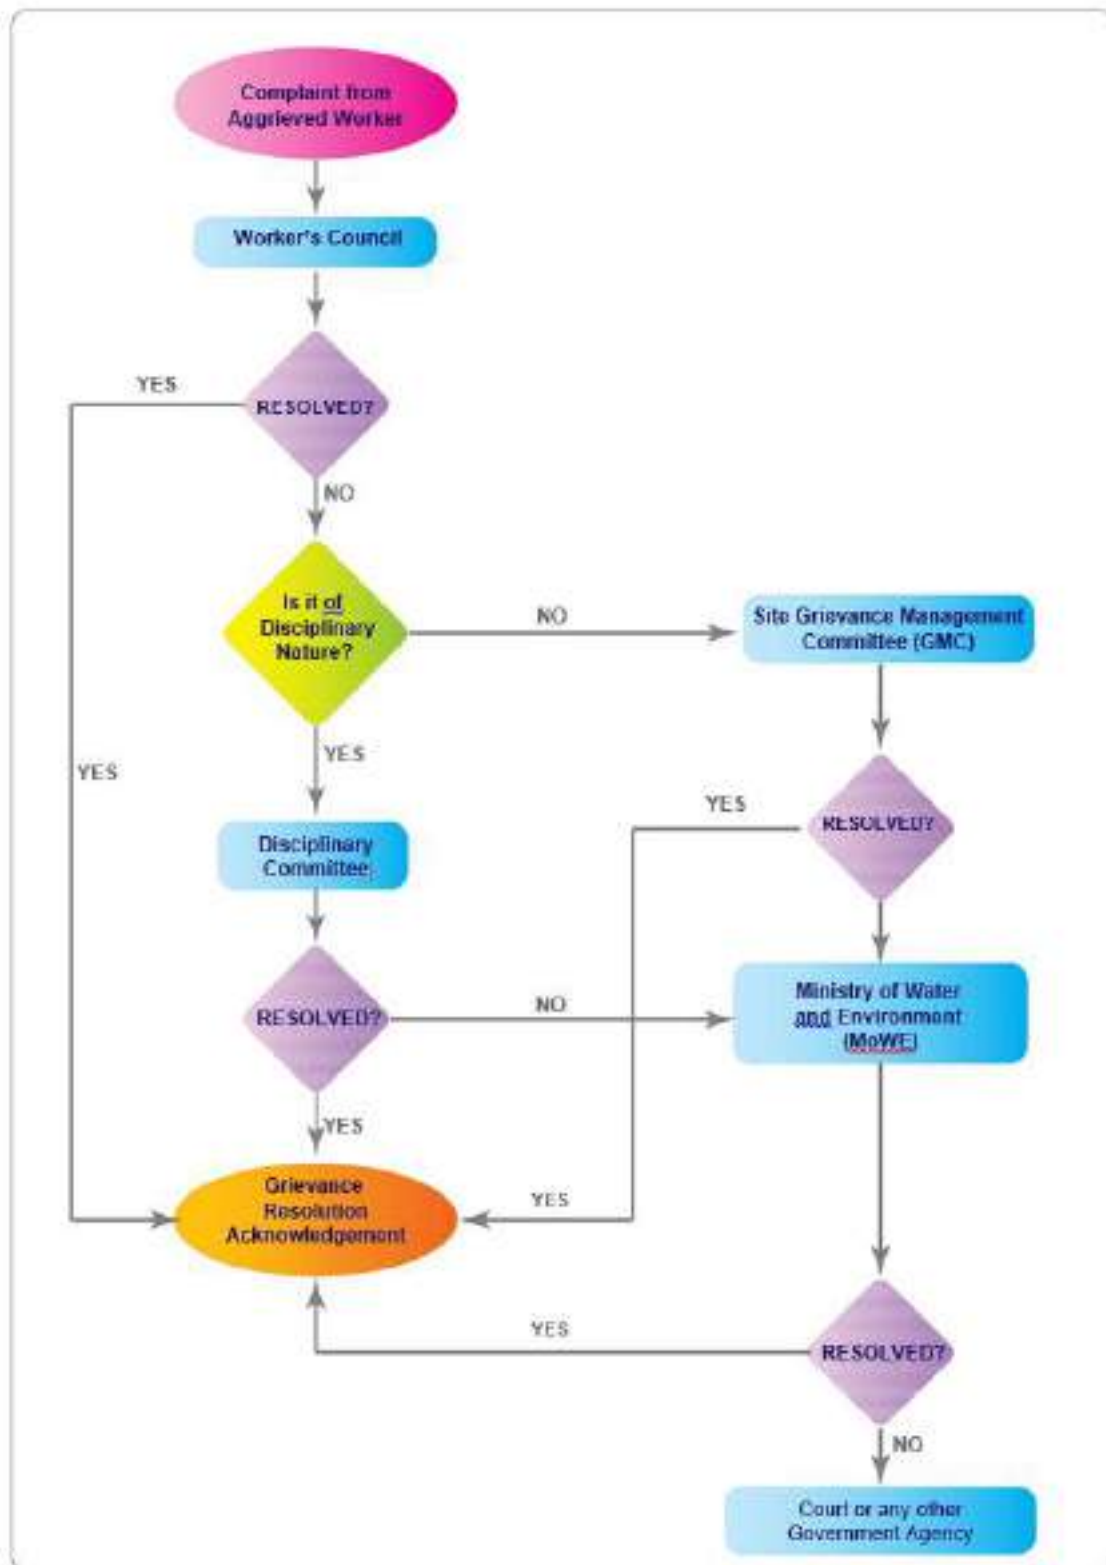 Complaint from
Aggrieved Worker
Worker's Council
YES
RESOLVED?
NO
Is it of
Disciplinary
Nature?
NO
Site Grievance Management
Committee (GMC)
YES
YES
YES
RESOLVED?
Disciplinary
Committee
RESOLVED?
NO
Ministry of Water
and Environment
(MoWE)
YES
Grievance
Resolution
Acknowledgement
YES
YES
RESOLVED?
NO
Court or any other
Government Agency